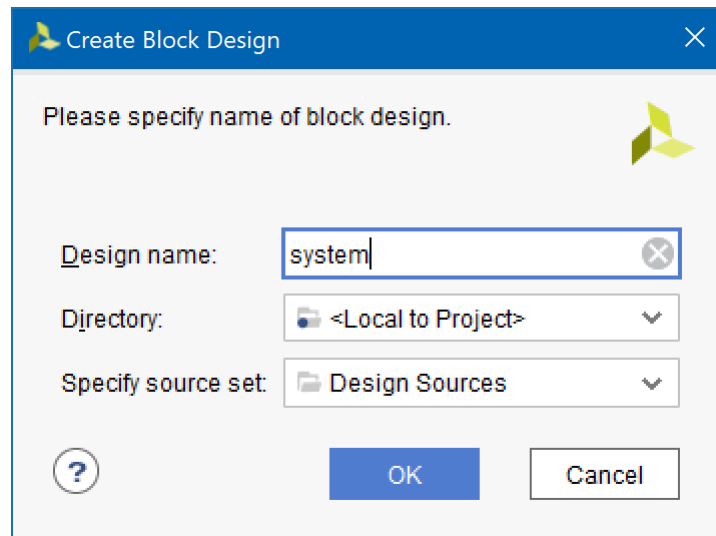 Create Block Design
Please specify name of block design.
Design name: system
Directory: <Local to Project>
Specify source set: Design Sources
? OK Cancel